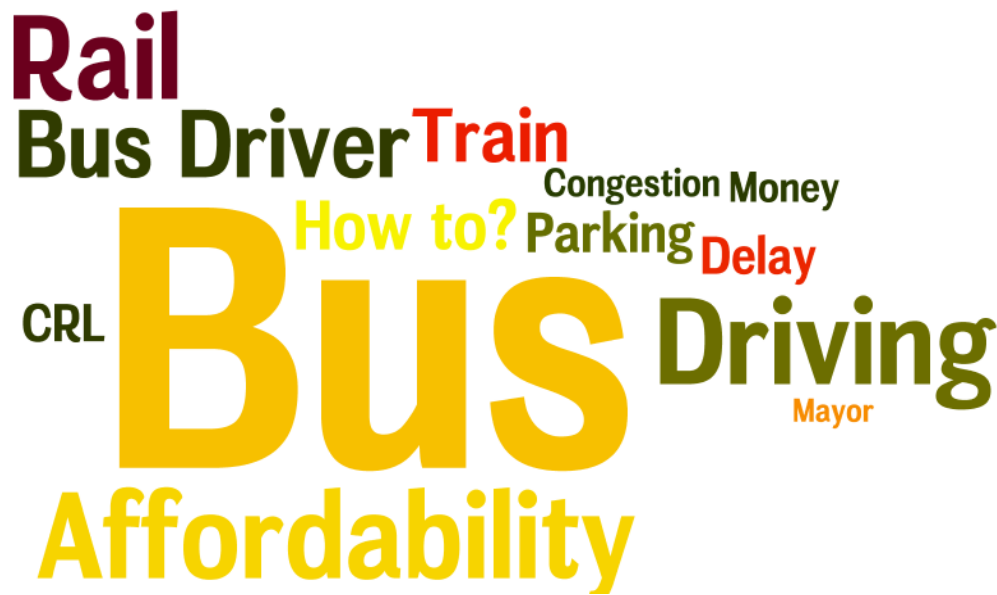 Rail
Bus Driver
Train
Congestion
Money
How to?
Parking
Delay
CRL
Bus
Driving
Mayor
Affordability